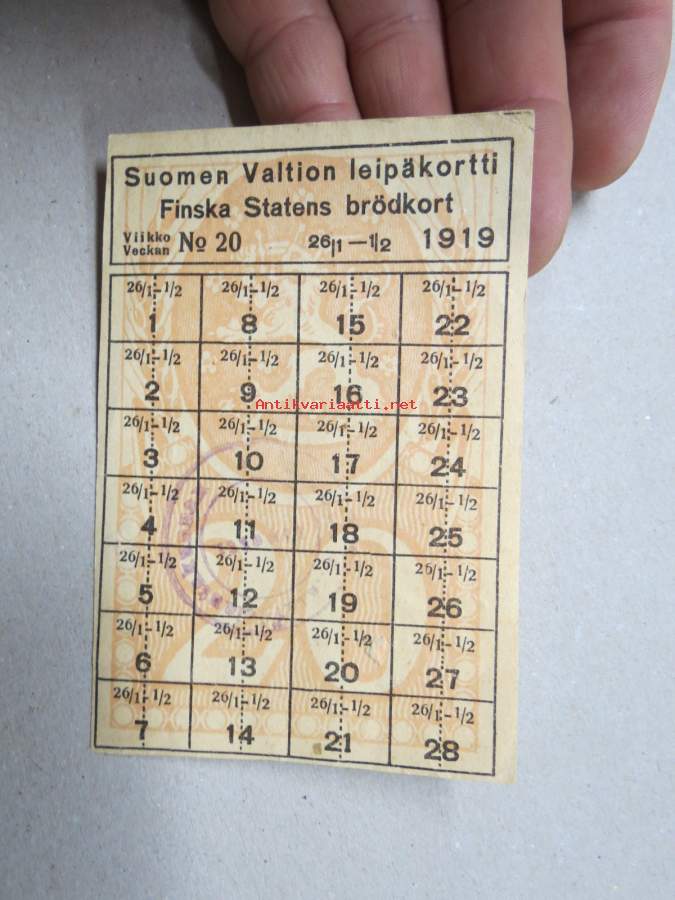 Suomen Valtion leipäkortti
Finska Statens brödkort
Viikko
Veckan No 20 26/1—1/2 1919
26/1-1/2 26/1-1/2 26/1-1/2 26/1-1/2
1 8 15 22
26/1-1/2 26/1-1/2 26/1-1/2 26/1-1/2
2 9 16 23
Antikvariaatti.net
26/1-1/2 26/1-1/2 26/1-1/2 26/1-1/2
3 10 17 24
26/1-1/2 26/1-1/2 26/1-1/2 26/1-1/2
4 11 18 25
26/1-1/2 26/1-1/2 26/1-1/2 26/1-1/2
5 12 19 26
26/1-1/2 26/1-1/2 26/1-1/2 26/1-1/2
6 13 20 27
26/1-1/2 26/1-1/2 26/1-1/2 26/1-1/2
7 14 21 28
20